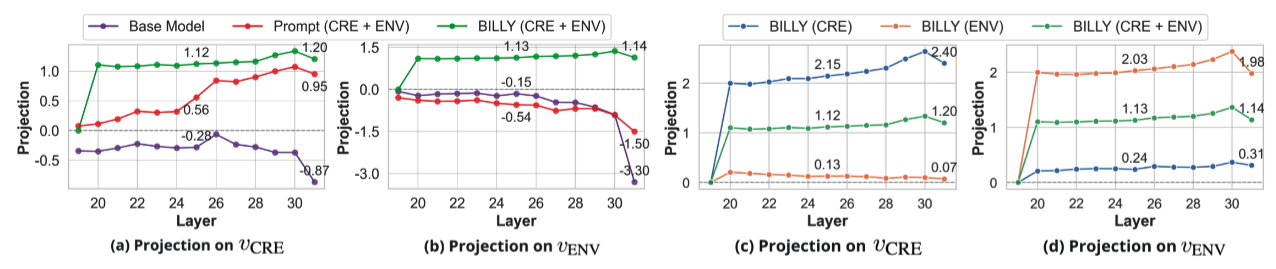 Base Model Prompt (CRE + ENV) BILLY (CRE + ENV)
BILLY (CRE) BILLY (ENV) BILLY (CRE + ENV)
Projection
1.0
0.5
0.0
-0.5
1.12
1.20
0.95
0.56
-0.28
-0.87
20 22 24 26 28 30
Layer
(a) Projection on vCRE
Projection
1.5
0.0
-1.5
-3.0
1.13
1.14
-0.15
-0.54
-1.50
-3.30
20 22 24 26 28 30
Layer
(b) Projection on vENV
Projection
2
1
0
2.40
2.15
1.12
1.20
0.13
0.07
20 22 24 26 28 30
Layer
(c) Projection on vCRE
Projection
2
1
0
2.03
1.98
1.13
1.14
0.24
0.31
20 22 24 26 28 30
Layer
(d) Projection on vENV